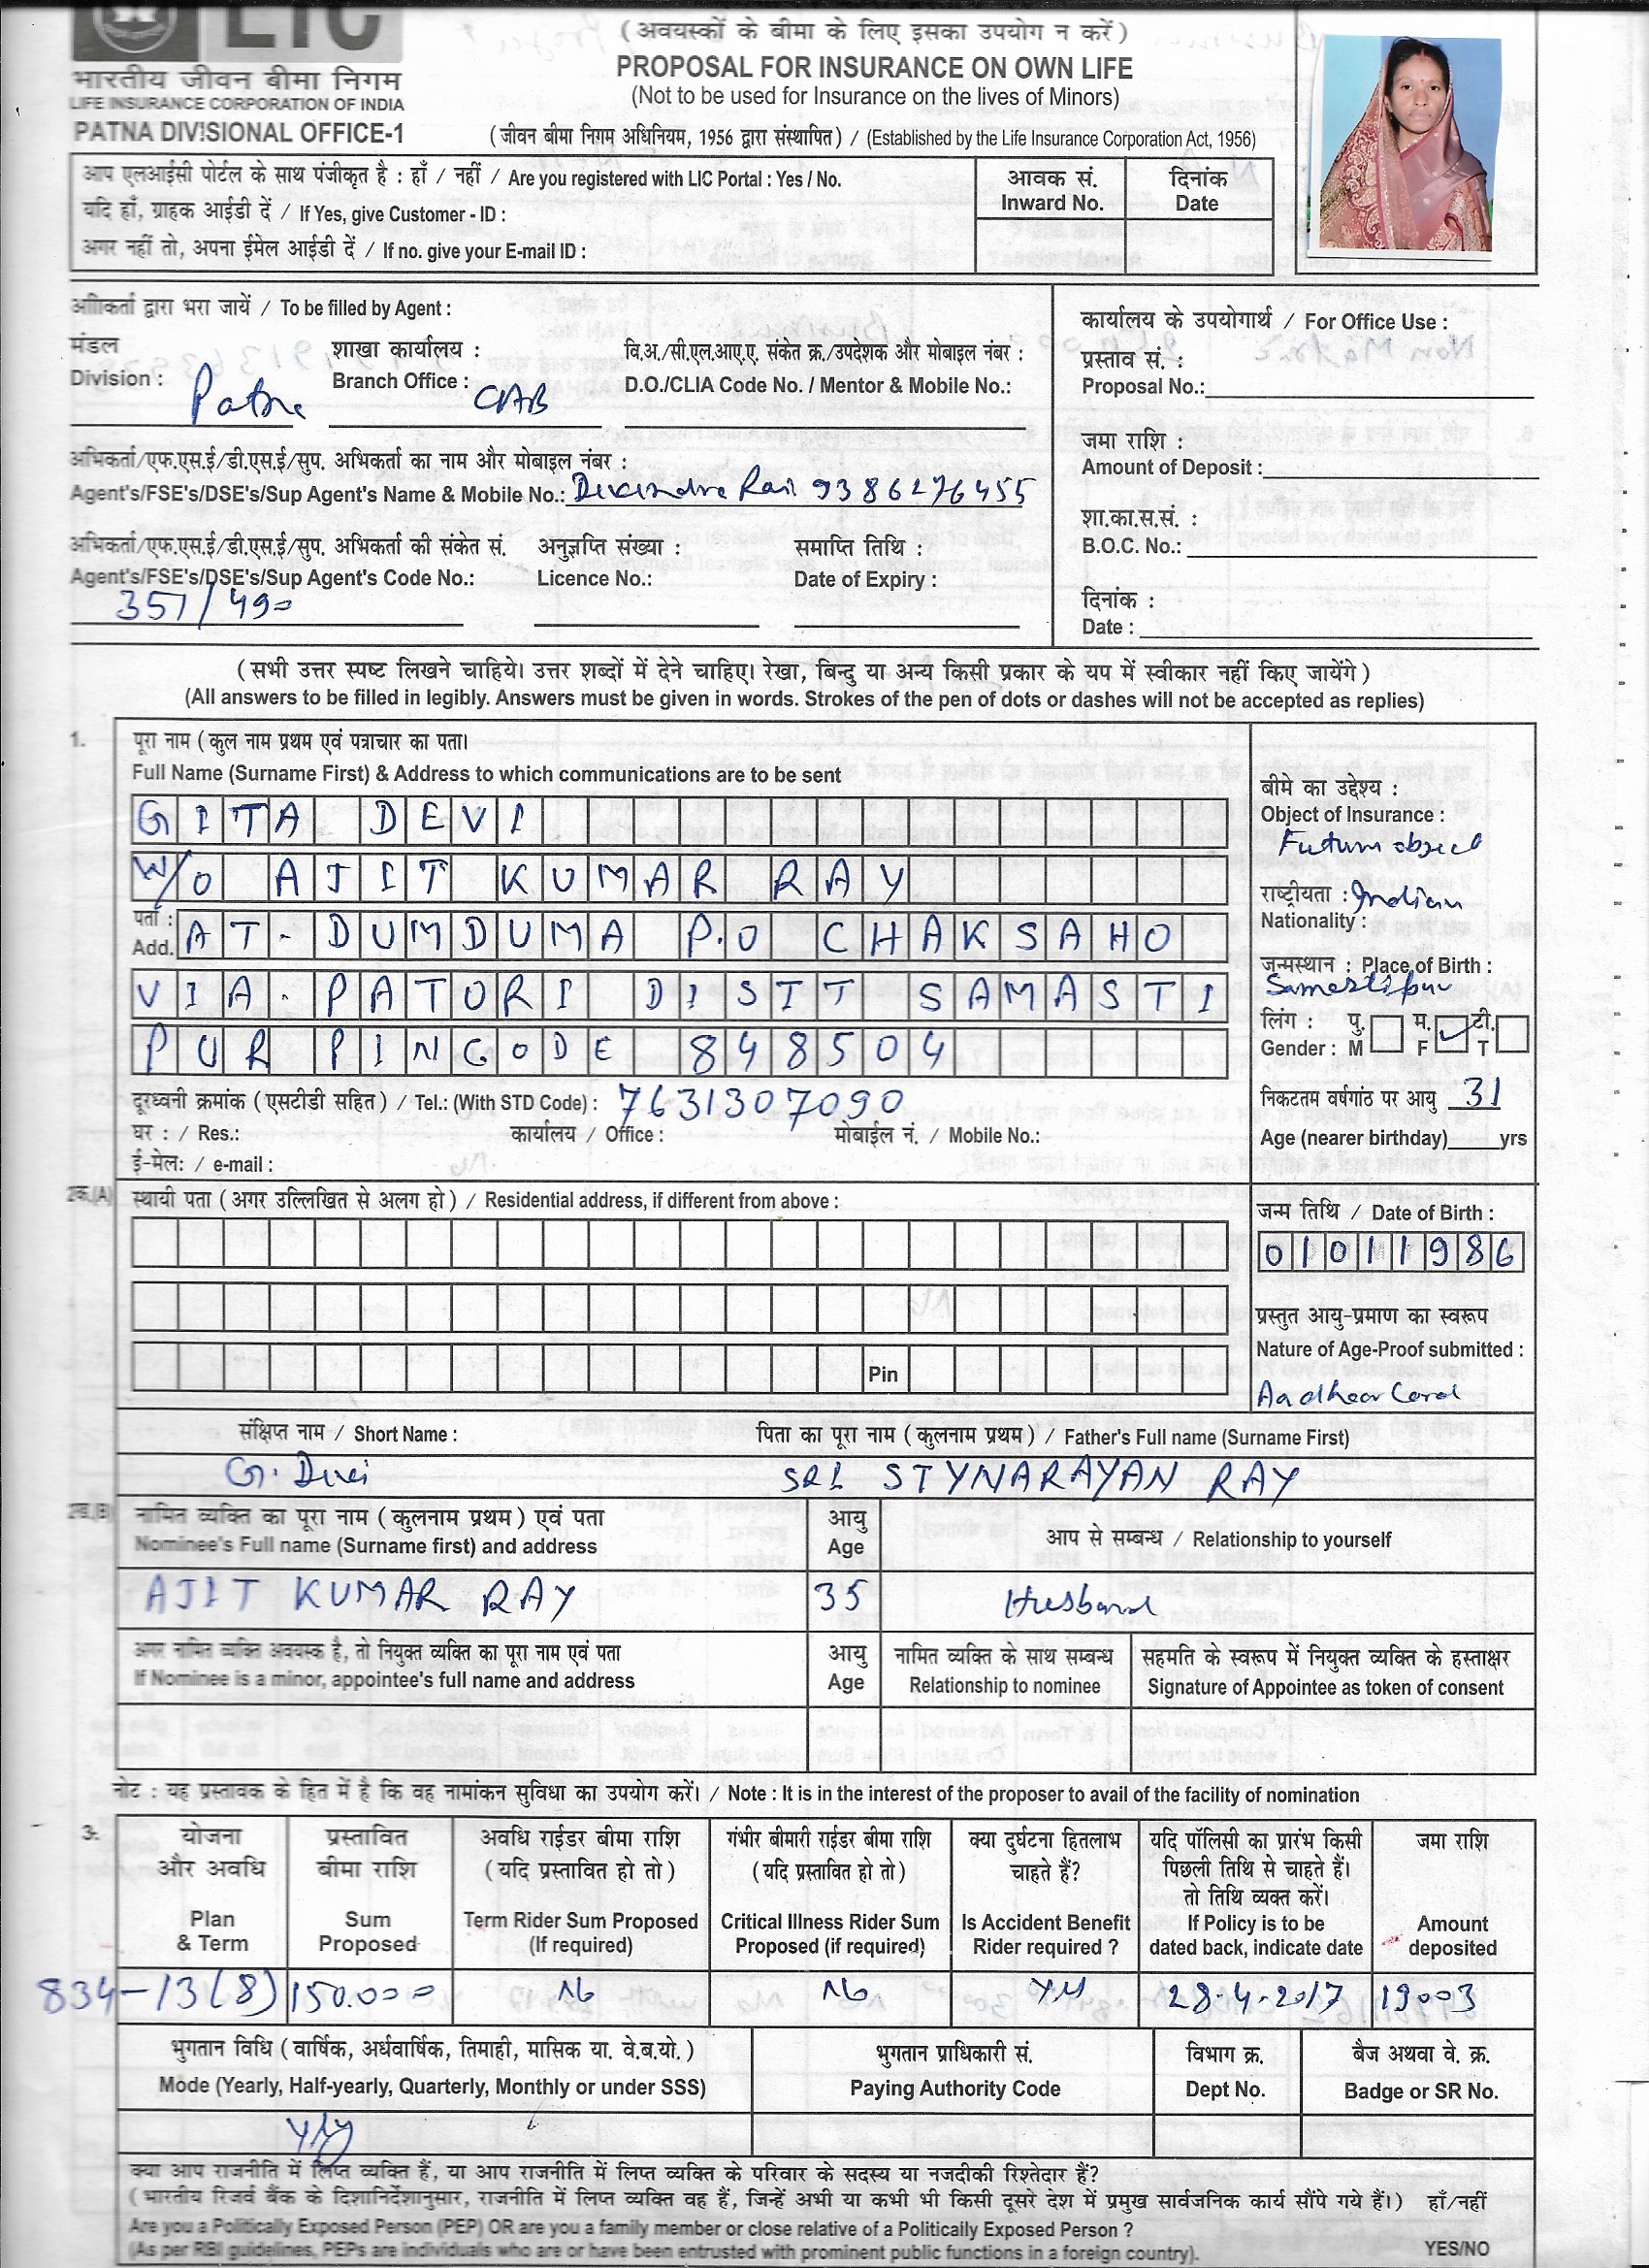 LIC
भारतीय जीवन बीमा निगम
LIFE INSURANCE CORPORATION OF INDIA
PATNA DIVISIONAL OFFICE-1
( अवयस्कों के बीमा के लिए इसका उपयोग न करें )
PROPOSAL FOR INSURANCE ON OWN LIFE
(Not to be used for Insurance on the lives of Minors)
( जीवन बीमा निगम अधिनियम, 1956 द्वारा संस्थापित ) / (Established by the Life Insurance Corporation Act, 1956)
आप एलआईसी पोर्टल के साथ पंजीकृत है : हाँ / नहीं / Are you registered with LIC Portal : Yes / No.
यदि हाँ, ग्राहक आईडी दें / If Yes, give Customer - ID :
अगर नहीं तो, अपना ईमेल आईडी दें / If no. give your E-mail ID :
आवक सं. दिनांक
Inward No. Date
अभिकर्ता द्वारा भरा जायें / To be filled by Agent :
मंडल शाखा कार्यालय : वि.अ./सी.एल.आए.ए. संकेत क्र./उपदेशक और मोबाइल नंबर :
Division : Patna Branch Office : CAB D.O./CLIA Code No. / Mentor & Mobile No.:
अभिकर्ता/एफ.एस.ई/डी.एस.ई/सुप. अभिकर्ता का नाम और मोबाइल नंबर :
Agent's/FSE's/DSE's/Sup Agent's Name & Mobile No.: Devendra Rai 9386276455
अभिकर्ता/एफ.एस.ई/डी.एस.ई/सुप. अभिकर्ता की संकेत सं. अनुज्ञप्ति संख्या : समाप्ति तिथि :
Agent's/FSE's/DSE's/Sup Agent's Code No.: Licence No.: Date of Expiry :
351/490
कार्यालय के उपयोगार्थ / For Office Use :
प्रस्ताव सं. :
Proposal No.:
जमा राशि :
Amount of Deposit :
शा.का.स.सं. :
B.O.C. No.:
दिनांक :
Date :
( सभी उत्तर स्पष्ट लिखने चाहिये। उत्तर शब्दों में देने चाहिए। रेखा, बिन्दु या अन्य किसी प्रकार के यप में स्वीकार नहीं किए जायेंगे )
(All answers to be filled in legibly. Answers must be given in words. Strokes of the pen of dots or dashes will not be accepted as replies)
1. पूरा नाम ( कुल नाम प्रथम एवं पत्राचार का पता।
Full Name (Surname First) & Address to which communications are to be sent
GITA DEVI
W/O AJIT KUMAR RAY
पता :
Add. AT- DUMDUMA P.O CHAKSAHO
VIA- PATORI DISTT SAMASTI
PUR PINCODE 848504
दूरध्वनी क्रमांक ( एसटीडी सहित ) / Tel.: (With STD Code) : 7631307090
घर : / Res.: कार्यालय / Office : मोबाईल नं. / Mobile No.:
ई-मेल: / e-mail :
बीमे का उद्देश्य :
Object of Insurance :
Futurn object
राष्ट्रीयता : Indian
Nationality :
जन्मस्थान : Place of Birth :
Samastipur
लिंग : पु. म. टी.
Gender : M F T
निकटतम वर्षगांठ पर आयु 31
Age (nearer birthday)____yrs
2क.(A) स्थायी पता ( अगर उल्लिखित से अलग हो ) / Residential address, if different from above :
Pin
जन्म तिथि / Date of Birth :
01011986
प्रस्तुत आयु-प्रमाण का स्वरूप
Nature of Age-Proof submitted :
Aadhaar Card
संक्षिप्त नाम / Short Name : पिता का पूरा नाम ( कुलनाम प्रथम ) / Father's Full name (Surname First)
G. Devi SRI STYNARAYAN RAY
2ख.(B) नामित व्यक्ति का पूरा नाम ( कुलनाम प्रथम ) एवं पता आयु आप से सम्बन्ध / Relationship to yourself
Nominee's Full name (Surname first) and address Age
AJIT KUMAR RAY 35 Husband
अगर नामित व्यक्ति अवयस्क है, तो नियुक्त व्यक्ति का पूरा नाम एवं पता आयु नामित व्यक्ति के साथ सम्बन्ध सहमति के स्वरूप में नियुक्त व्यक्ति के हस्ताक्षर
If Nominee is a minor, appointee's full name and address Age Relationship to nominee Signature of Appointee as token of consent
नोट : यह प्रस्तावक के हित में है कि वह नामांकन सुविधा का उपयोग करें। / Note : It is in the interest of the proposer to avail of the facility of nomination
3. योजना प्रस्तावित अवधि राईडर बीमा राशि गंभीर बीमारी राईडर बीमा राशि क्या दुर्घटना हितलाभ यदि पॉलिसी का प्रारंभ किसी जमा राशि
और अवधि बीमा राशि ( यदि प्रस्तावित हो तो ) ( यदि प्रस्तावित हो तो ) चाहते हैं? पिछली तिथि से चाहते हैं।
तो तिथि व्यक्त करें।
Plan Sum Term Rider Sum Proposed Critical Illness Rider Sum Is Accident Benefit If Policy is to be Amount
& Term Proposed (If required) Proposed (if required) Rider required ? dated back, indicate date deposited
834-13(8) 150.000 No No 28.4.2017 19003
भुगतान विधि ( वार्षिक, अर्धवार्षिक, तिमाही, मासिक या. वे.ब.यो. ) भुगतान प्राधिकारी सं. विभाग क्र. बैज अथवा वे. क्र.
Mode (Yearly, Half-yearly, Quarterly, Monthly or under SSS) Paying Authority Code Dept No. Badge or SR No.
क्या आप राजनीति में लिप्त व्यक्ति हैं, या आप राजनीति में लिप्त व्यक्ति के परिवार के सदस्य या नजदीकी रिश्तेदार हैं?
( भारतीय रिजर्व बैंक के दिशानिर्देशानुसार, राजनीति में लिप्त व्यक्ति वह हैं, जिन्हें अभी या कभी भी किसी दूसरे देश में प्रमुख सार्वजनिक कार्य सौंपे गये हैं। ) हाँ/नहीं
Are you a Politically Exposed Person (PEP) OR are you a family member or close relative of a Politically Exposed Person ?
(As per RBI guidelines, PEPs are individuals who are or have been entrusted with prominent public functions in a foreign country). YES/NO